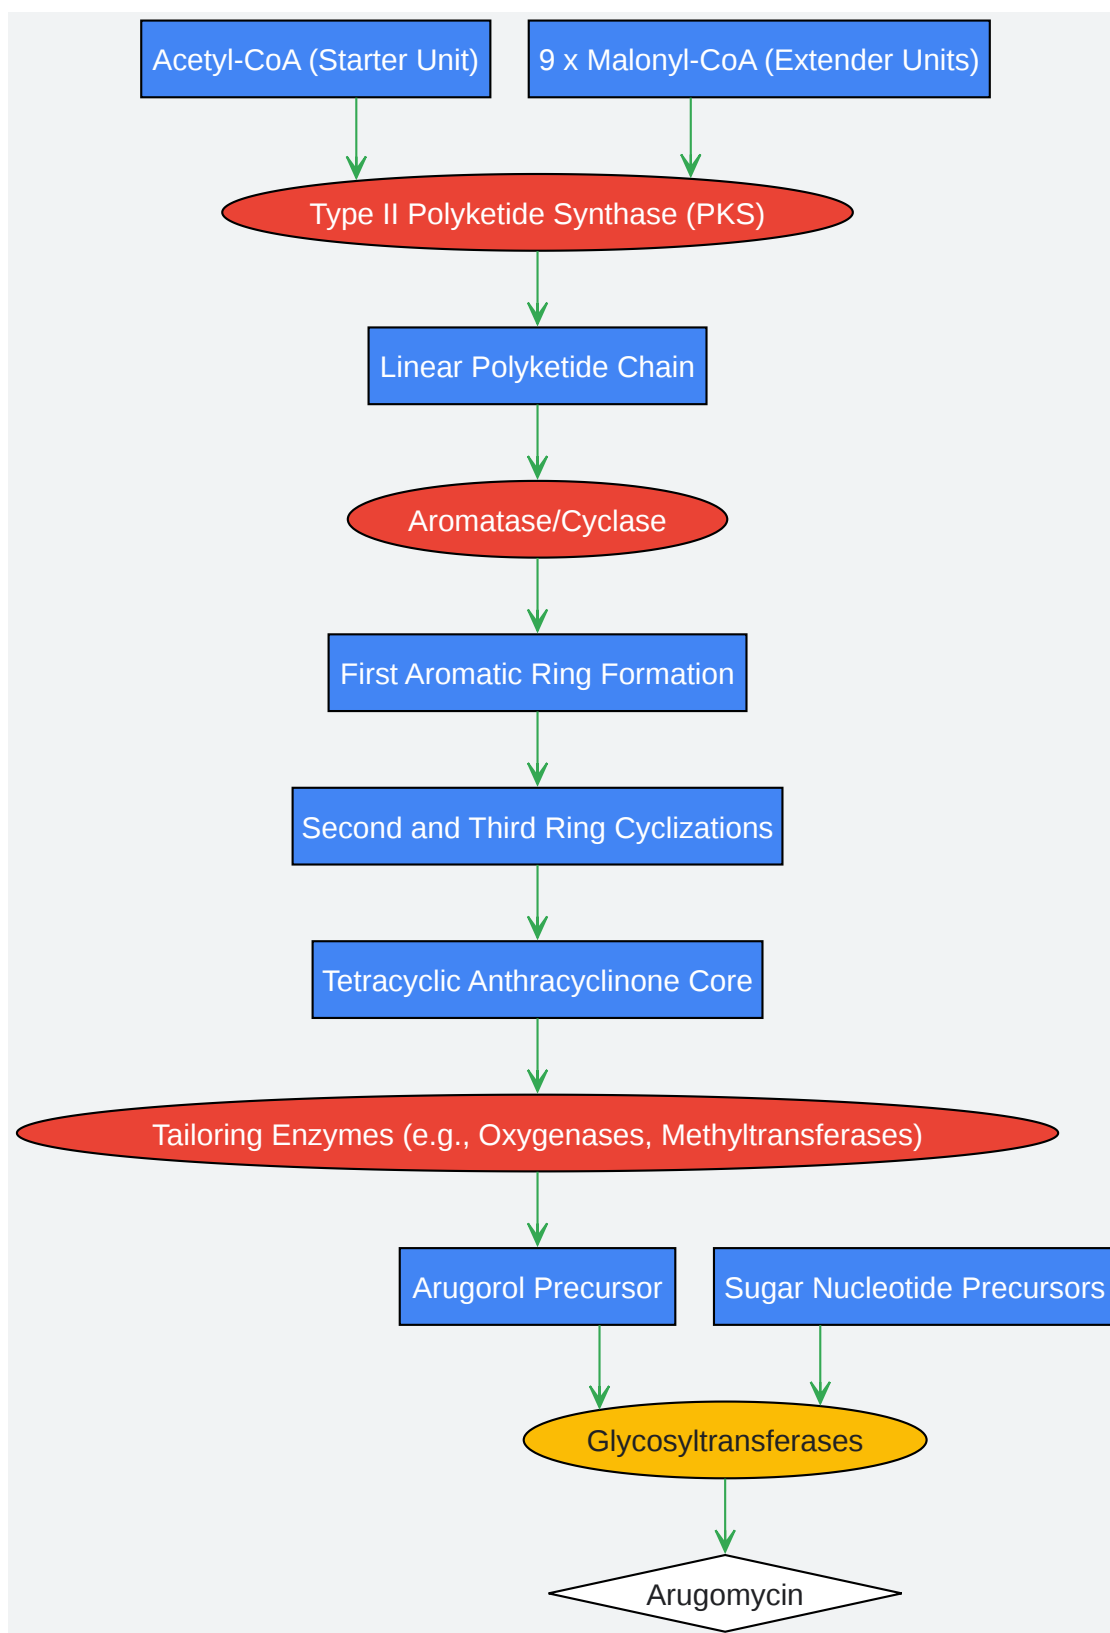 Acetyl-CoA (Starter Unit)
9 x Malonyl-CoA (Extender Units)
Type II Polyketide Synthase (PKS)
Linear Polyketide Chain
Aromatase/Cyclase
First Aromatic Ring Formation
Second and Third Ring Cyclizations
Tetracyclic Anthracyclinone Core
Tailoring Enzymes (e.g., Oxygenases, Methyltransferases)
Arugorol Precursor
Sugar Nucleotide Precursors
Glycosyltransferases
Arugomycin